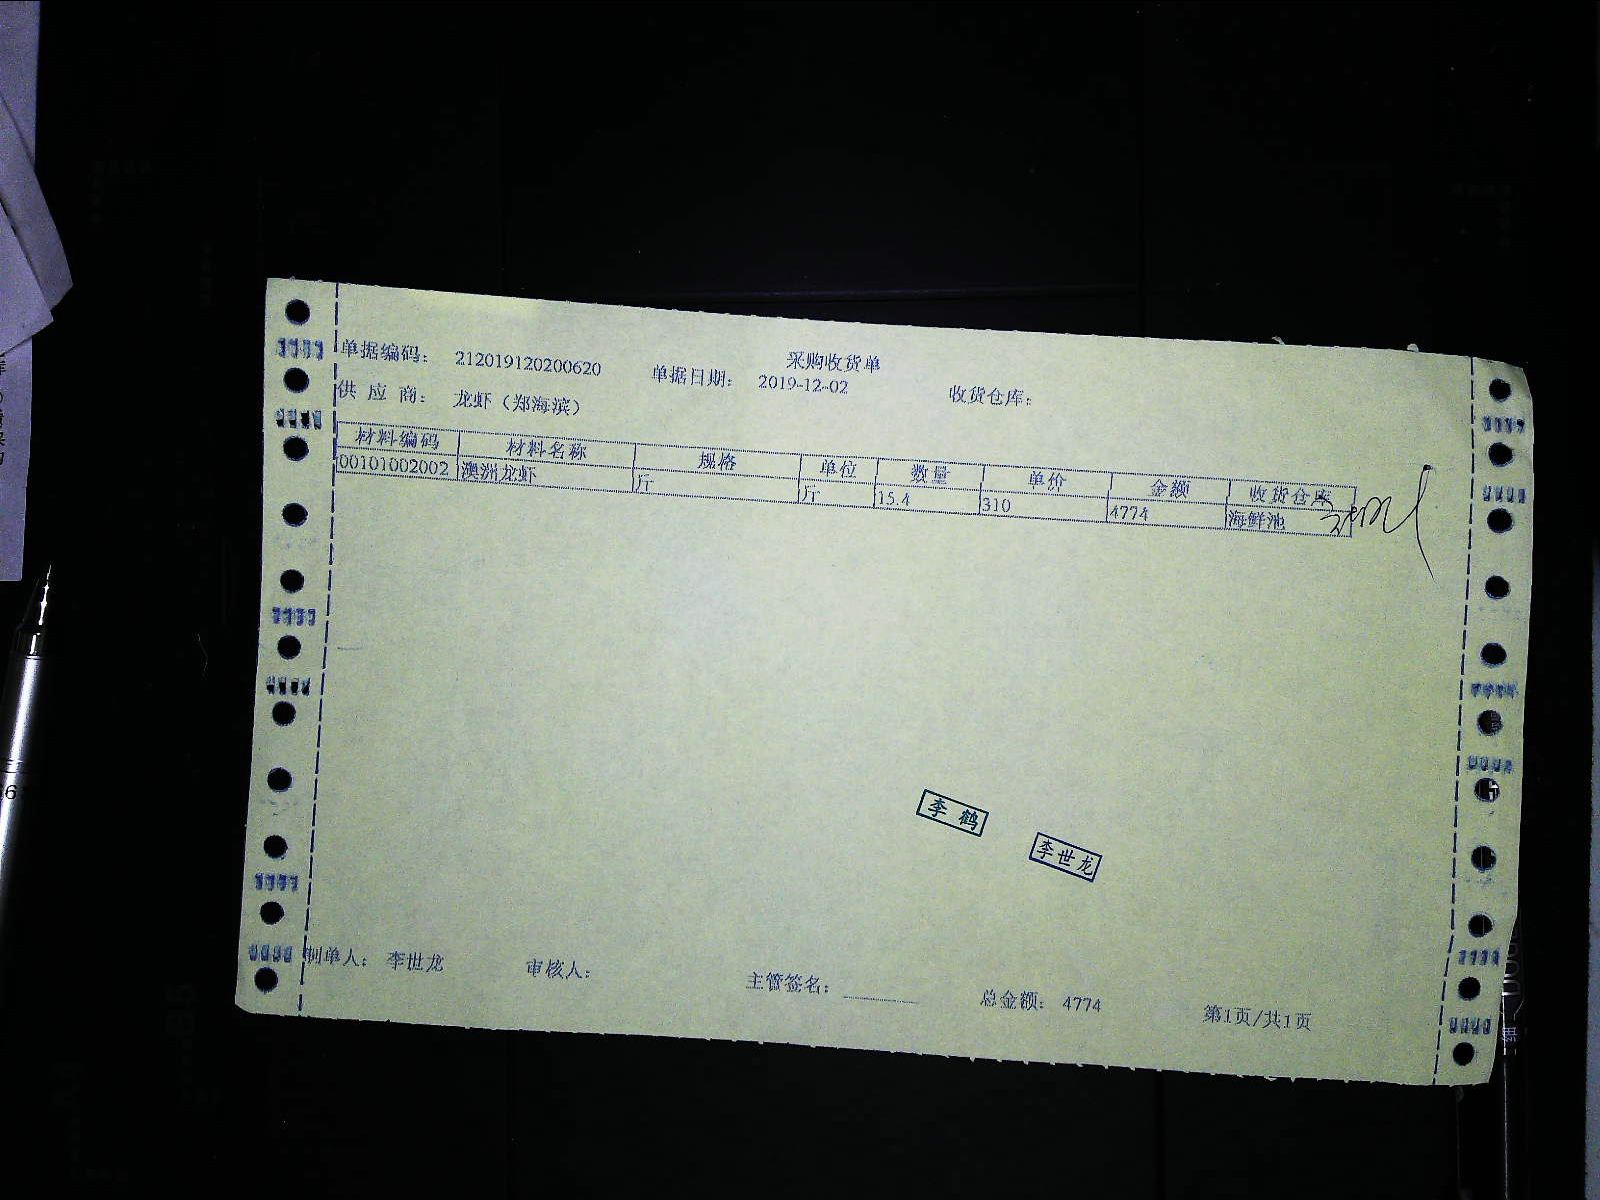 采购收货单
单据编码： 212019120200620 单据日期： 2019-12-02 收货仓库：
供 应 商： 龙虾（郑海滨）
材料编码 材料名称 规格 单位 数量 单价 金额 收货仓库
00101002002 澳洲龙虾 斤 斤 15.4 310 4774 海鲜池
李 鹤
李世龙
制单人： 李世龙 审核人： 主管签名： 总金额： 4774 第1页/共1页